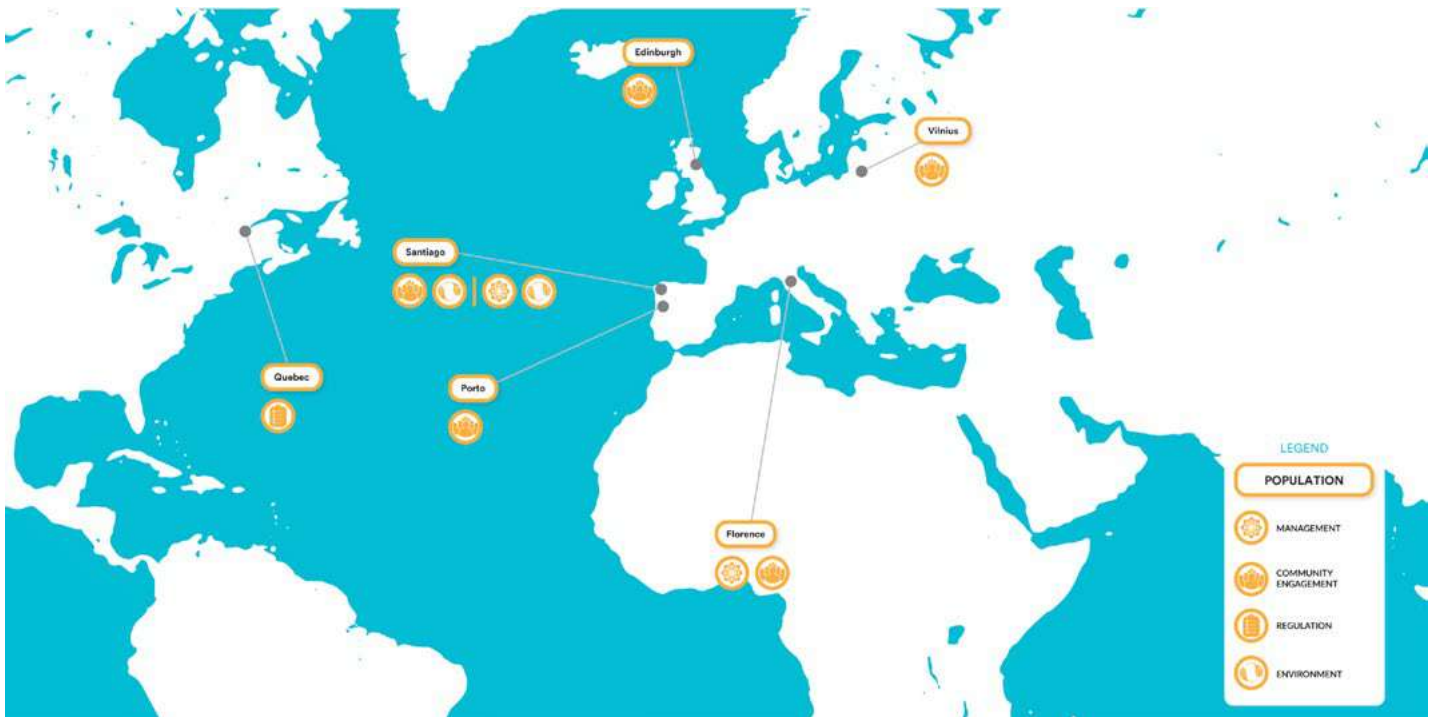 Edinburgh
Vilnius
Santiago
Quebec
Porto
Florence
LEGEND
POPULATION
MANAGEMENT
COMMUNITY
ENGAGEMENT
REGULATION
ENVIRONMENT